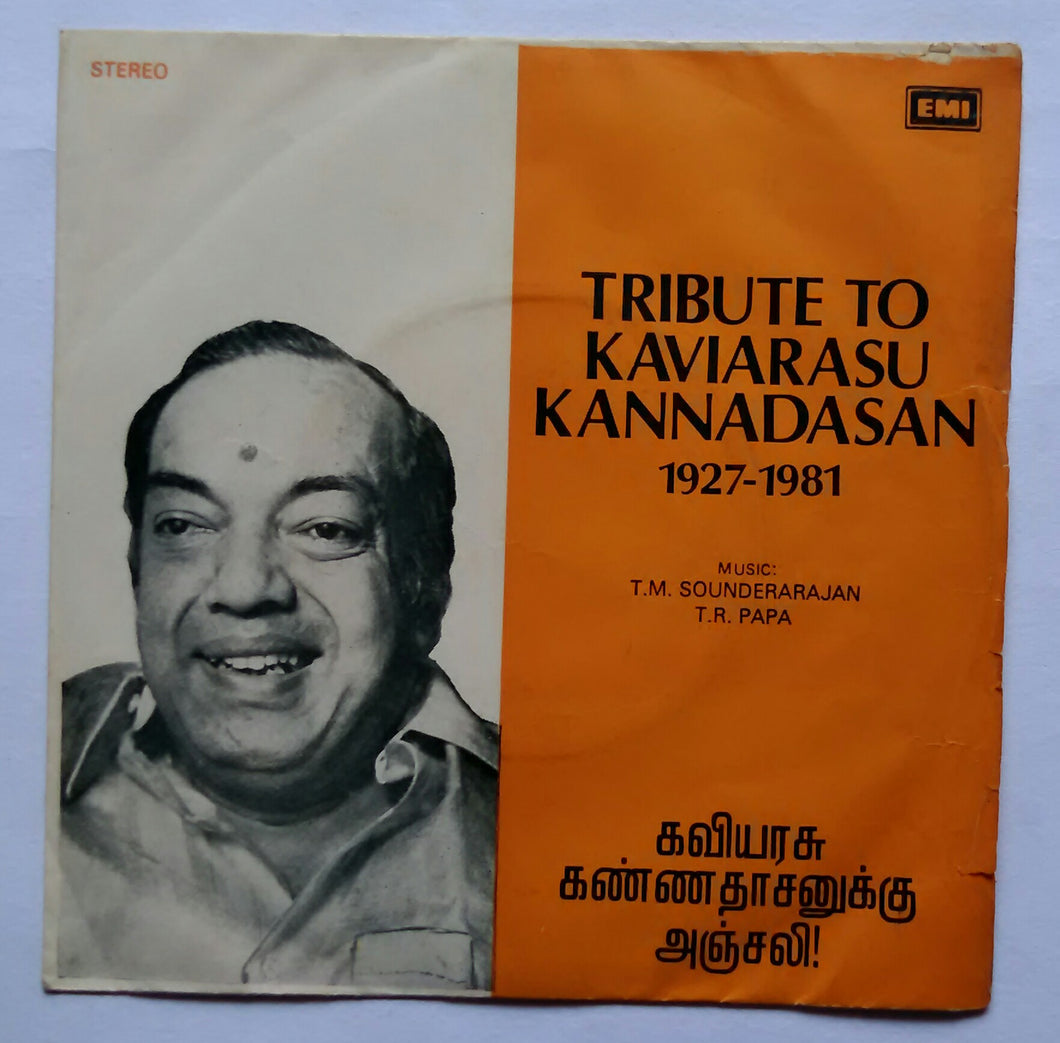 STEREO
EMI
TRIBUTE TO
KAVIARASU
KANNADASAN
1927-1981
MUSIC:
T.M. SOUNDERARAJAN
T.R. PAPA
கவியரசு
கண்ணதாசனுக்கு
அஞ்சலி!